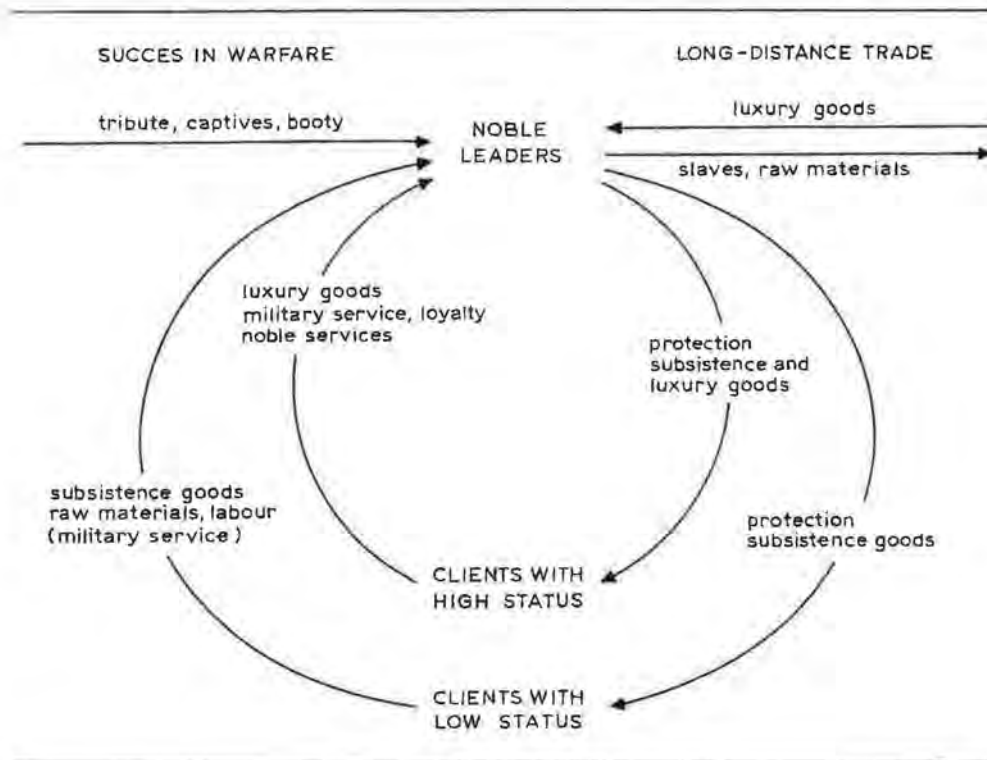 SUCCES IN WARFARE
LONG-DISTANCE TRADE
tribute, captives, booty
NOBLE
LEADERS
luxury goods
slaves, raw materials
luxury goods
military service, loyalty
noble services
protection
subsistence and
luxury goods
subsistence goods
raw materials, labour
(military service)
protection
subsistence goods
CLIENTS WITH
HIGH STATUS
CLIENTS WITH
LOW STATUS